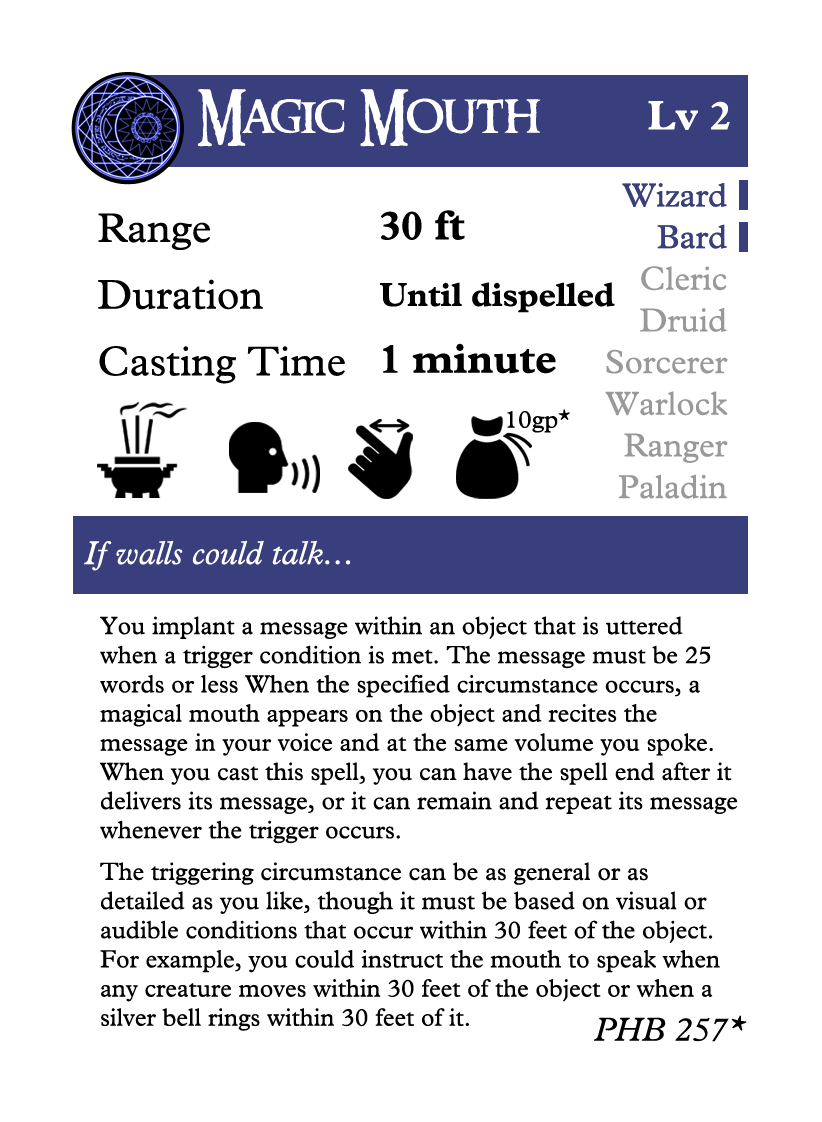 Magic Mouth Lv 2
Wizard
Bard
Cleric
Druid
Sorcerer
Warlock
Ranger
Paladin
Range 30 ft
Duration Until dispelled
Casting Time 1 minute
10gp*
If walls could talk...
You implant a message within an object that is uttered
when a trigger condition is met. The message must be 25
words or less When the specified circumstance occurs, a
magical mouth appears on the object and recites the
message in your voice and at the same volume you spoke.
When you cast this spell, you can have the spell end after it
delivers its message, or it can remain and repeat its message
whenever the trigger occurs.
The triggering circumstance can be as general or as
detailed as you like, though it must be based on visual or
audible conditions that occur within 30 feet of the object.
For example, you could instruct the mouth to speak when
any creature moves within 30 feet of the object or when a
silver bell rings within 30 feet of it.
PHB 257*